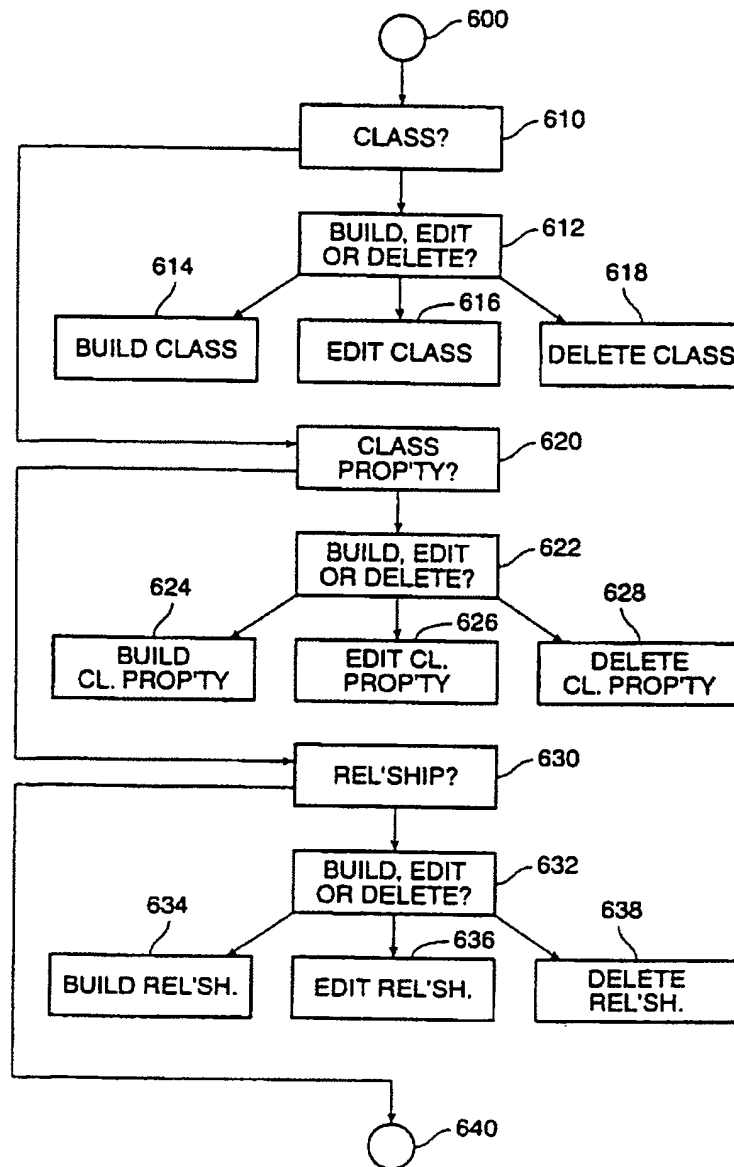 600
CLASS?
610
BUILD, EDIT
OR DELETE?
612
614
616
618
BUILD CLASS
EDIT CLASS
DELETE CLASS
CLASS
PROP'TY?
620
BUILD, EDIT
OR DELETE?
622
624
626
628
BUILD
CL. PROP'TY
EDIT CL.
PROP'TY
DELETE
CL. PROP'TY
REL'SHIP?
630
BUILD, EDIT
OR DELETE?
632
634
636
638
BUILD REL'SH.
EDIT REL'SH.
DELETE
REL'SH.
640